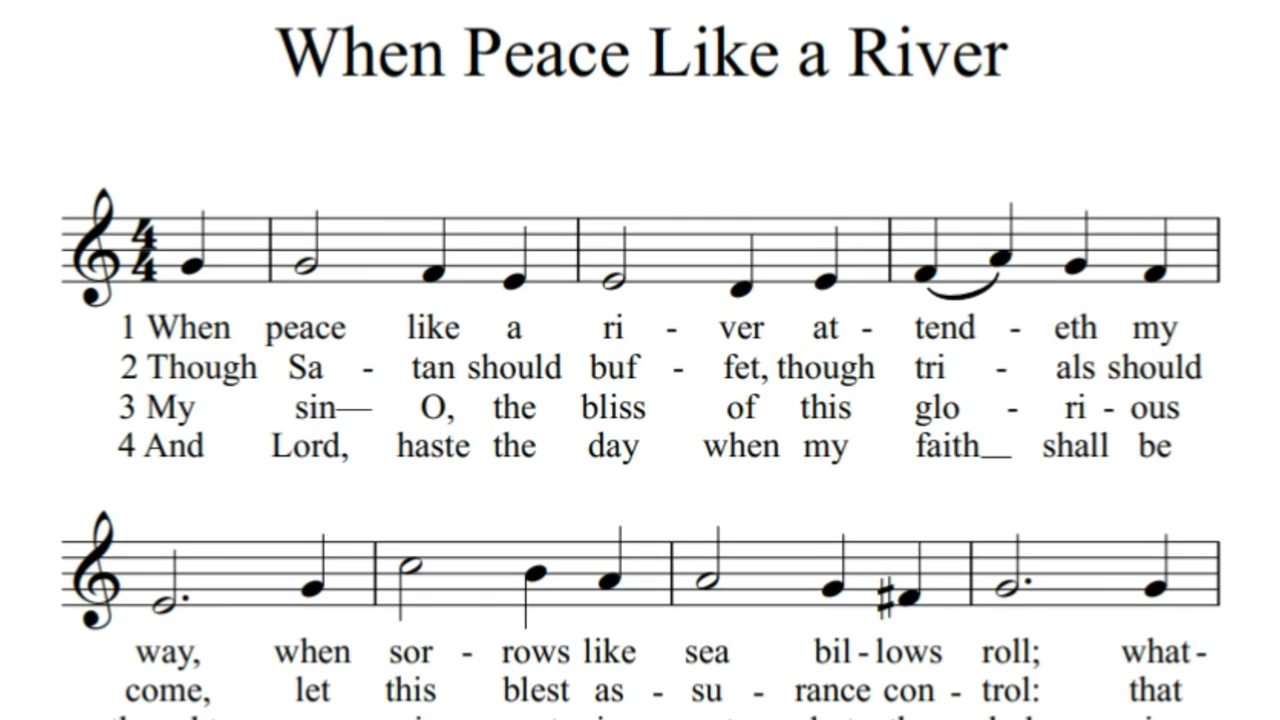 When Peace Like a River
4
4
1 When peace like a ri - ver at - tend - eth my
2 Though Sa - tan should buf - fet, though tri - als should
3 My sin— O, the bliss of this glo - ri - ous
4 And Lord, haste the day when my faith__ shall be
way, when sor - rows like sea bil - lows roll; what-
come, let this blest as - su - rance con - trol: that